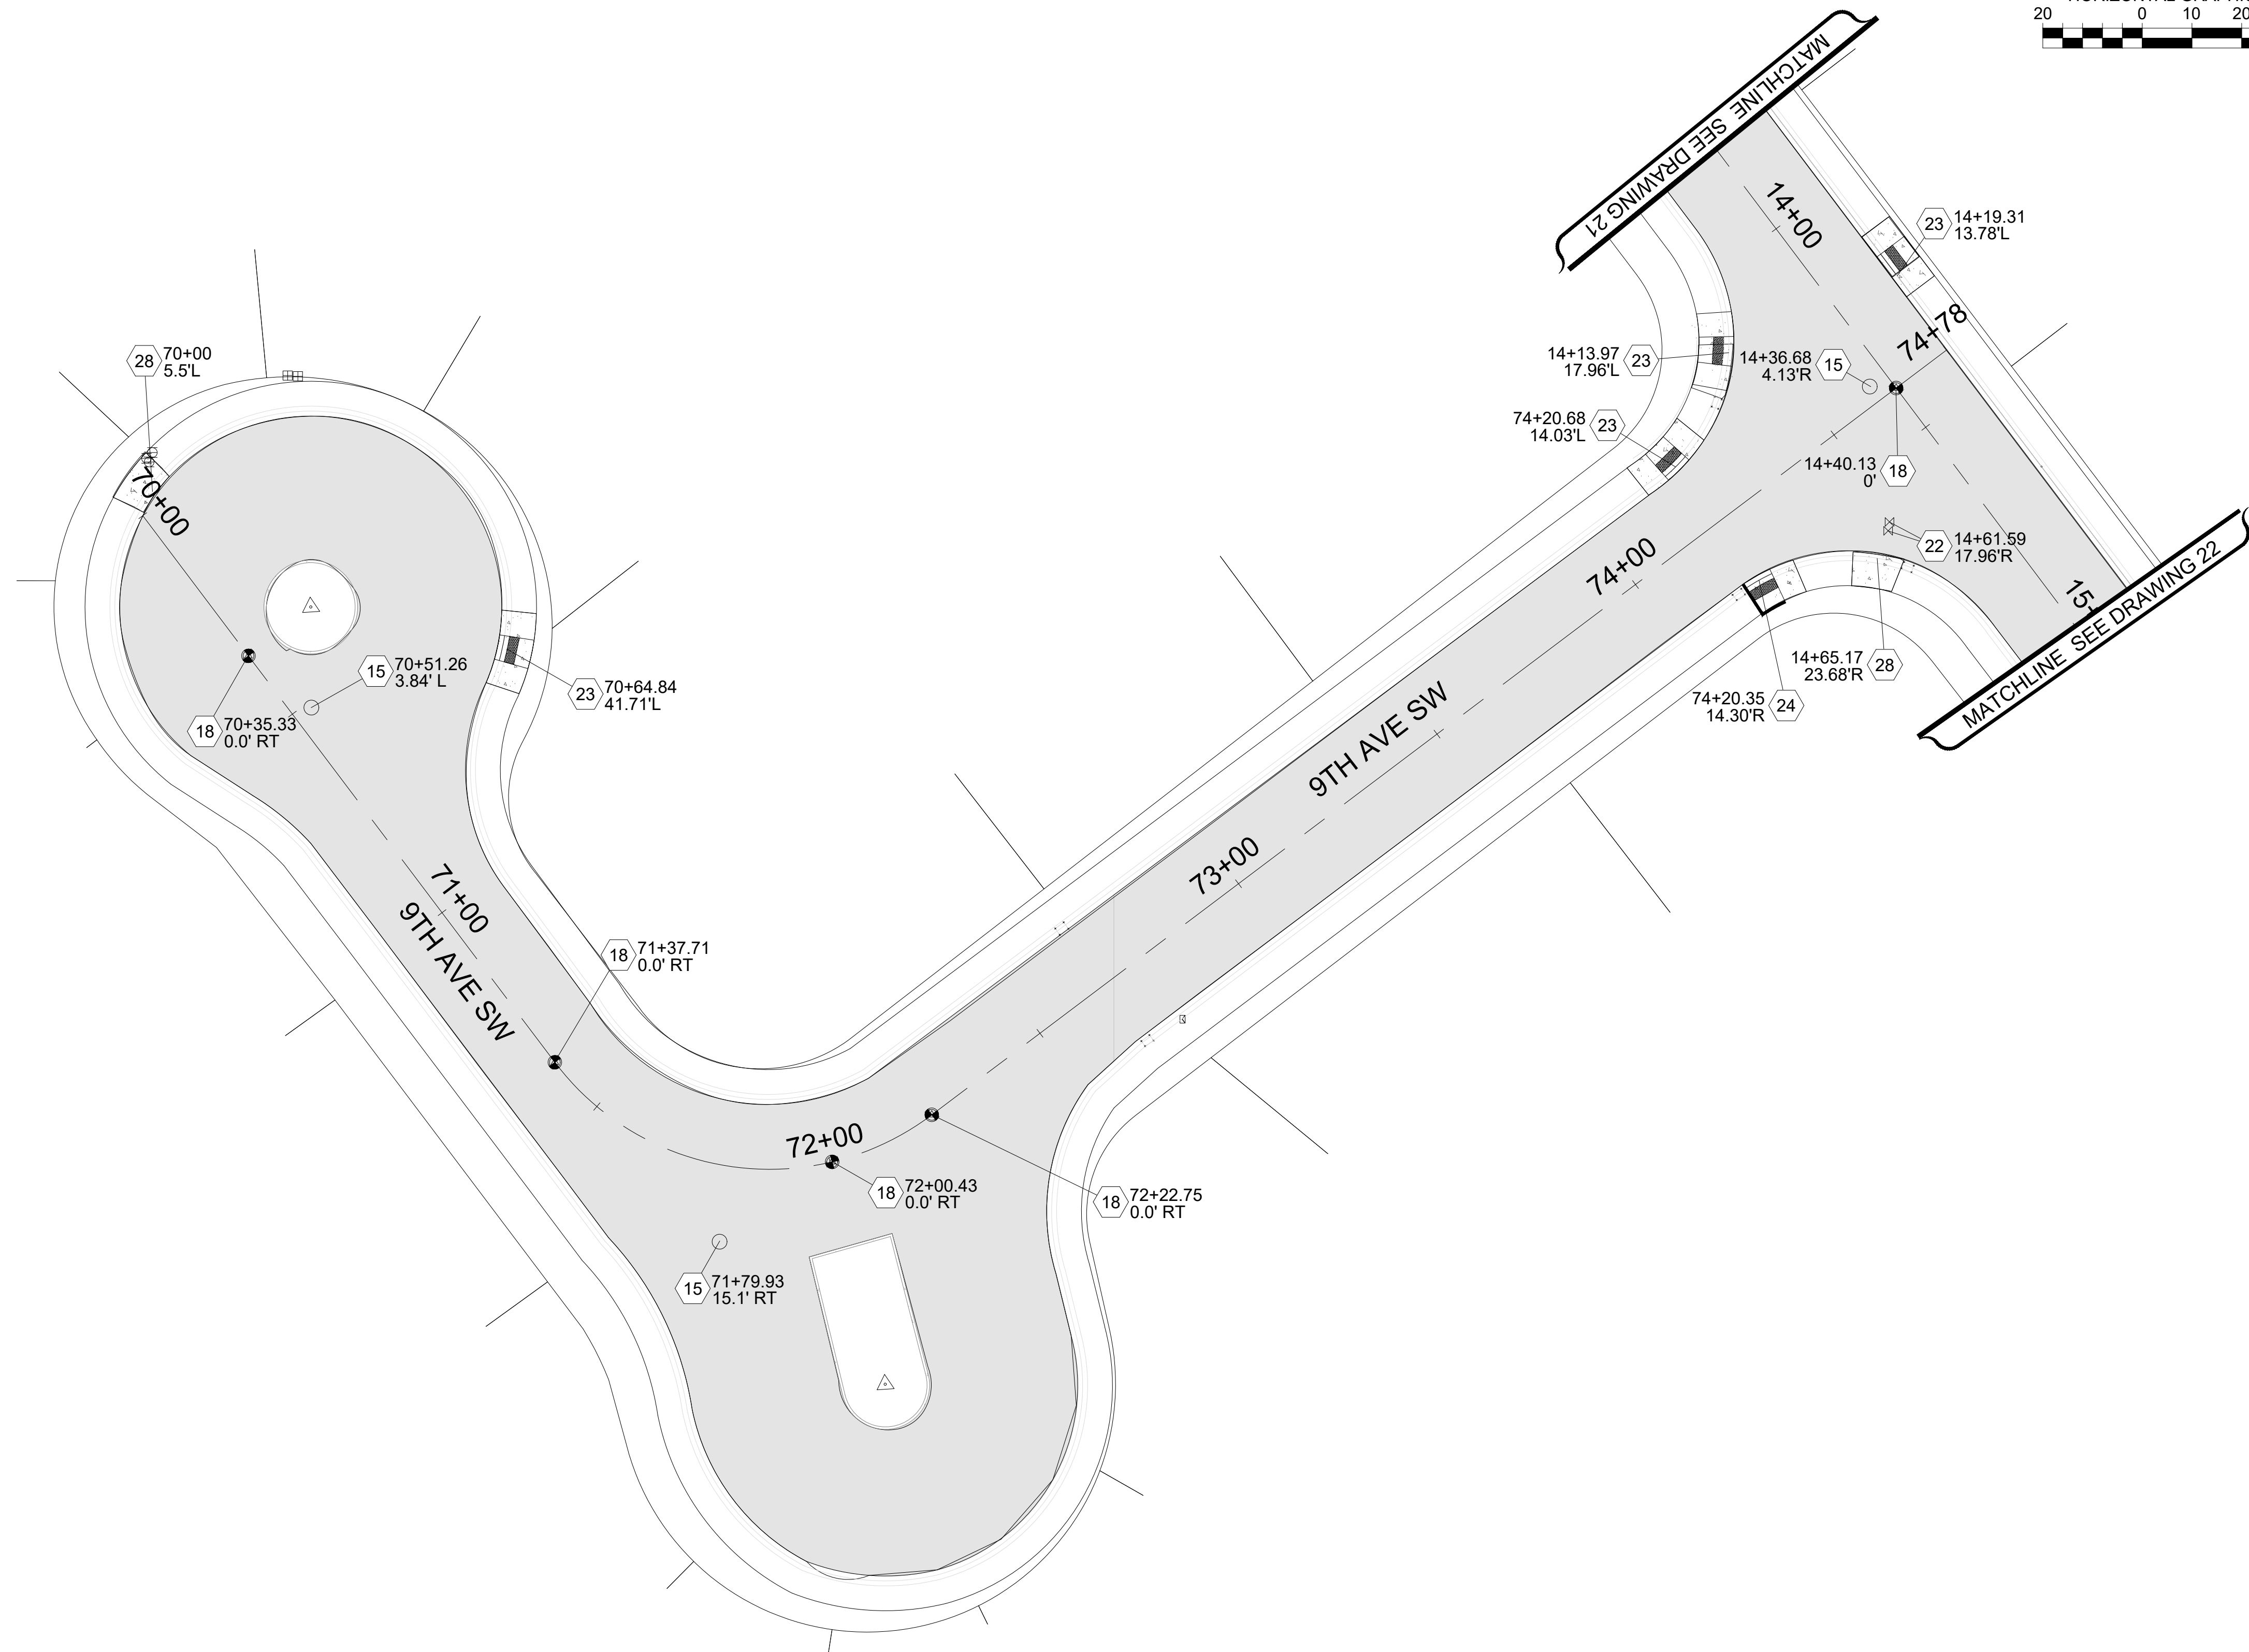 20 0 10 20
MATCHLINE SEE DRAWING 21
14+00
23 14+19.31
13.78'L
74+78
14+13.97 23
17.96'L
14+36.68 15
4.13'R
74+20.68 23
14.03'L
14+40.13 18
0'
22 14+61.59
17.96'R
15+
MATCHLINE SEE DRAWING 22
14+65.17 28
23.68'R
74+20.35 24
14.30'R
74+00
9TH AVE SW
73+00
28 70+00
5.5'L
70+00
15 70+51.26
3.84' L
23 70+64.84
41.71'L
18 70+35.33
0.0' RT
71+00
9TH AVE SW
18 71+37.71
0.0' RT
72+00
18 72+00.43
0.0' RT
18 72+22.75
0.0' RT
15 71+79.93
15.1' RT